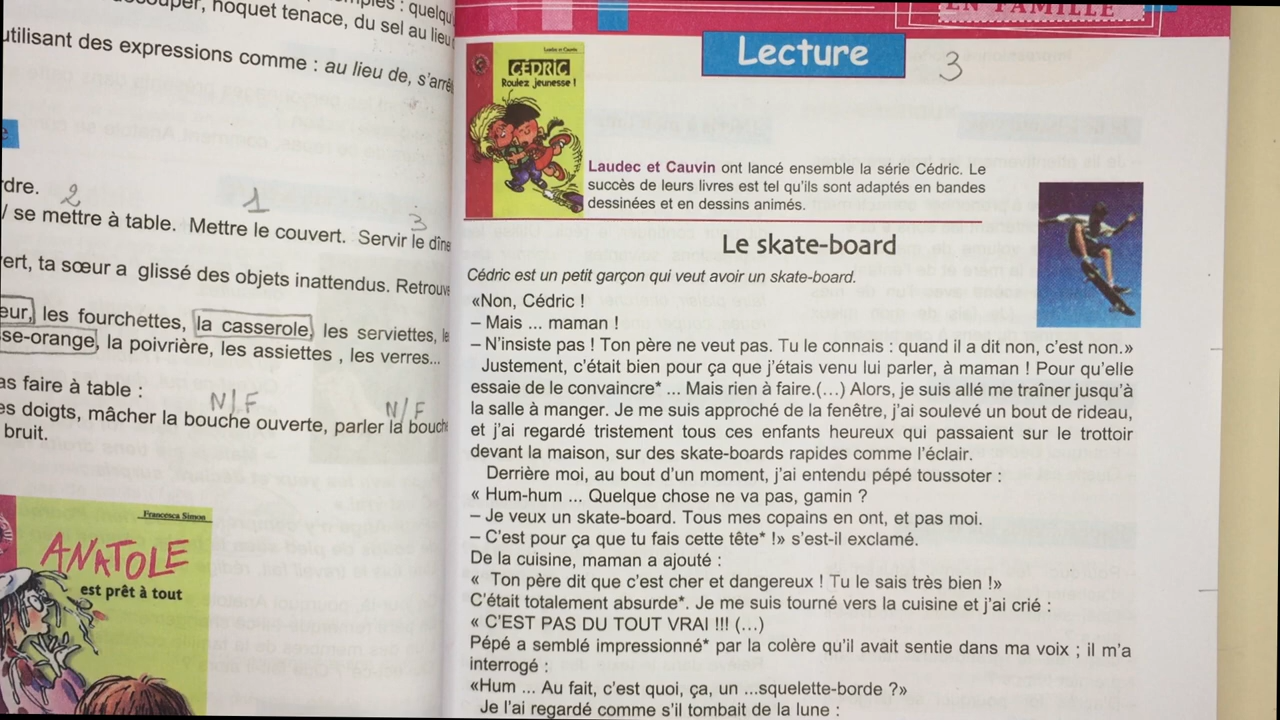 quelqu
hoquet tenace, du sel au lieu
utilisant des expressions comme : au lieu de, s'arrê
dre.
2
1
3
/ se mettre à table. Mettre le couvert. Servir le dîne
ert, ta sœur a glissé des objets inattendus. Retrouve
eur, les fourchettes, la casserole, les serviettes, le
se-orange, la poivrière, les assiettes , les verres...
as faire à table :
N/F
N/F
es doigts, mâcher la bouche ouverte, parler la bouche
bruit.
Francesca Simon
ANATOLE
est prêt à tout
EN FAMILLE
Lecture
3
Laudec et Cauvin
CÉDRIC
Roulez jeunesse !
Laudec et Cauvin ont lancé ensemble la série Cédric. Le
succès de leurs livres est tel qu'ils sont adaptés en bandes
dessinées et en dessins animés.
Le skate-board
Cédric est un petit garçon qui veut avoir un skate-board.
«Non, Cédric !
– Mais ... maman !
– N'insiste pas ! Ton père ne veut pas. Tu le connais : quand il a dit non, c'est non.»
Justement, c'était bien pour ça que j'étais venu lui parler, à maman ! Pour qu'elle
essaie de le convaincre* ... Mais rien à faire.(...) Alors, je suis allé me traîner jusqu'à
la salle à manger. Je me suis approché de la fenêtre, j'ai soulevé un bout de rideau,
et j'ai regardé tristement tous ces enfants heureux qui passaient sur le trottoir
devant la maison, sur des skate-boards rapides comme l'éclair.
Derrière moi, au bout d'un moment, j'ai entendu pépé toussoter :
« Hum-hum ... Quelque chose ne va pas, gamin ?
– Je veux un skate-board. Tous mes copains en ont, et pas moi.
– C'est pour ça que tu fais cette tête* !» s'est-il exclamé.
De la cuisine, maman a ajouté :
« Ton père dit que c'est cher et dangereux ! Tu le sais très bien !»
C'était totalement absurde*. Je me suis tourné vers la cuisine et j'ai crié :
« C'EST PAS DU TOUT VRAI !!! (...)
Pépé a semblé impressionné* par la colère qu'il avait sentie dans ma voix ; il m'a
interrogé :
«Hum ... Au fait, c'est quoi, ça, un ...squelette-borde ?»
Je l'ai regardé comme s'il tombait de la lune :